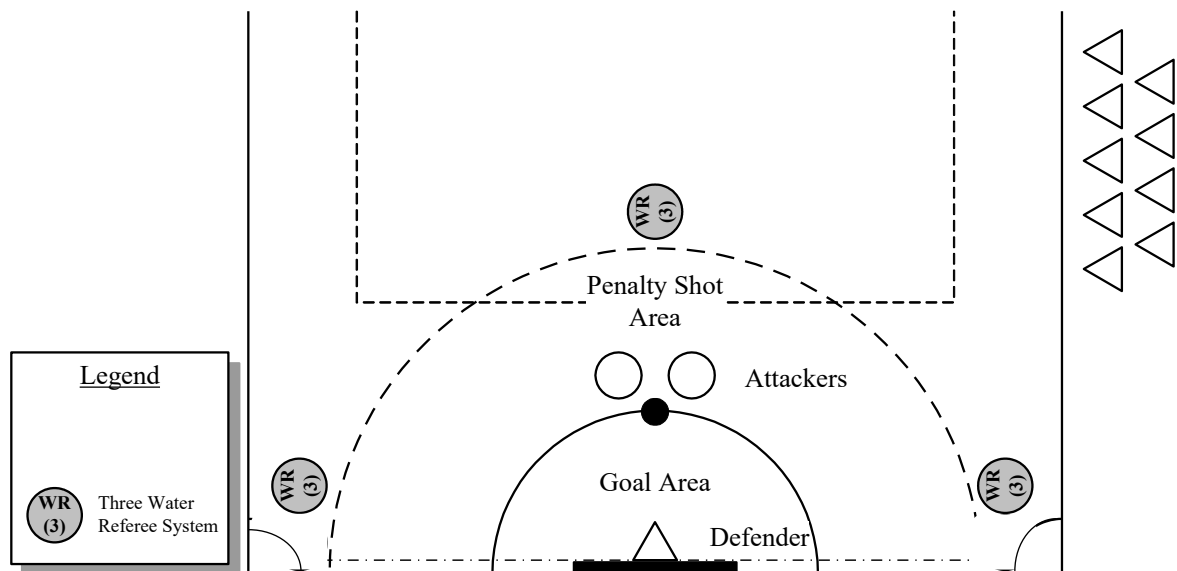 WR
(3)
Penalty Shot
Area
Legend
Attackers
WR
(3)
Goal Area
WR
(3)
WR
(3)
Three Water
Referee System
Defender